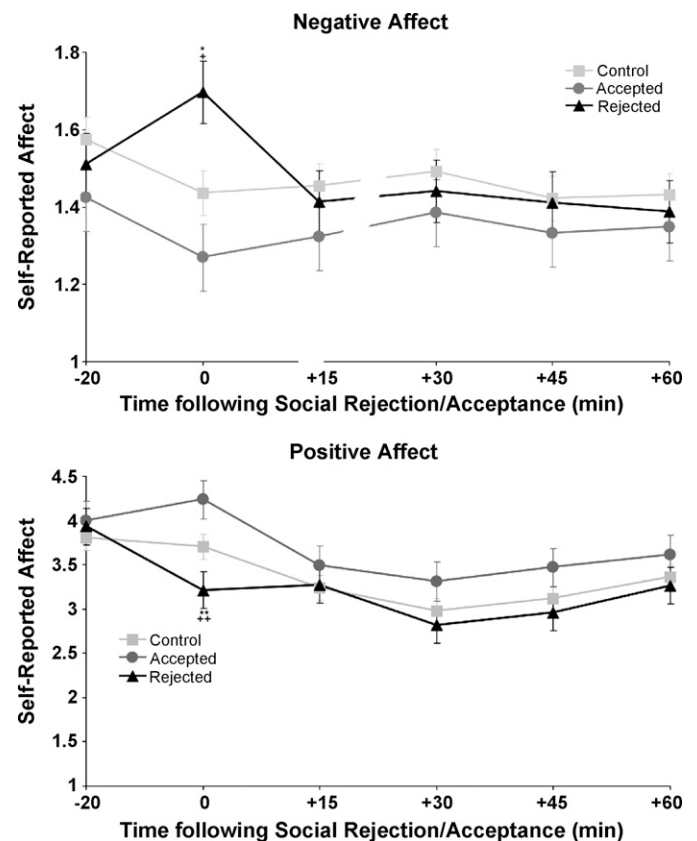 Negative Affect
1.8
1.6
1.4
1.2
1
Self-Reported Affect
*
+
Control
Accepted
Rejected
-20 0 +15 +30 +45 +60
Time following Social Rejection/Acceptance (min)
Positive Affect
4.5
4
3.5
3
2.5
2
1.5
1
Self-Reported Affect
**
++
Control
Accepted
Rejected
-20 0 +15 +30 +45 +60
Time following Social Rejection/Acceptance (min)